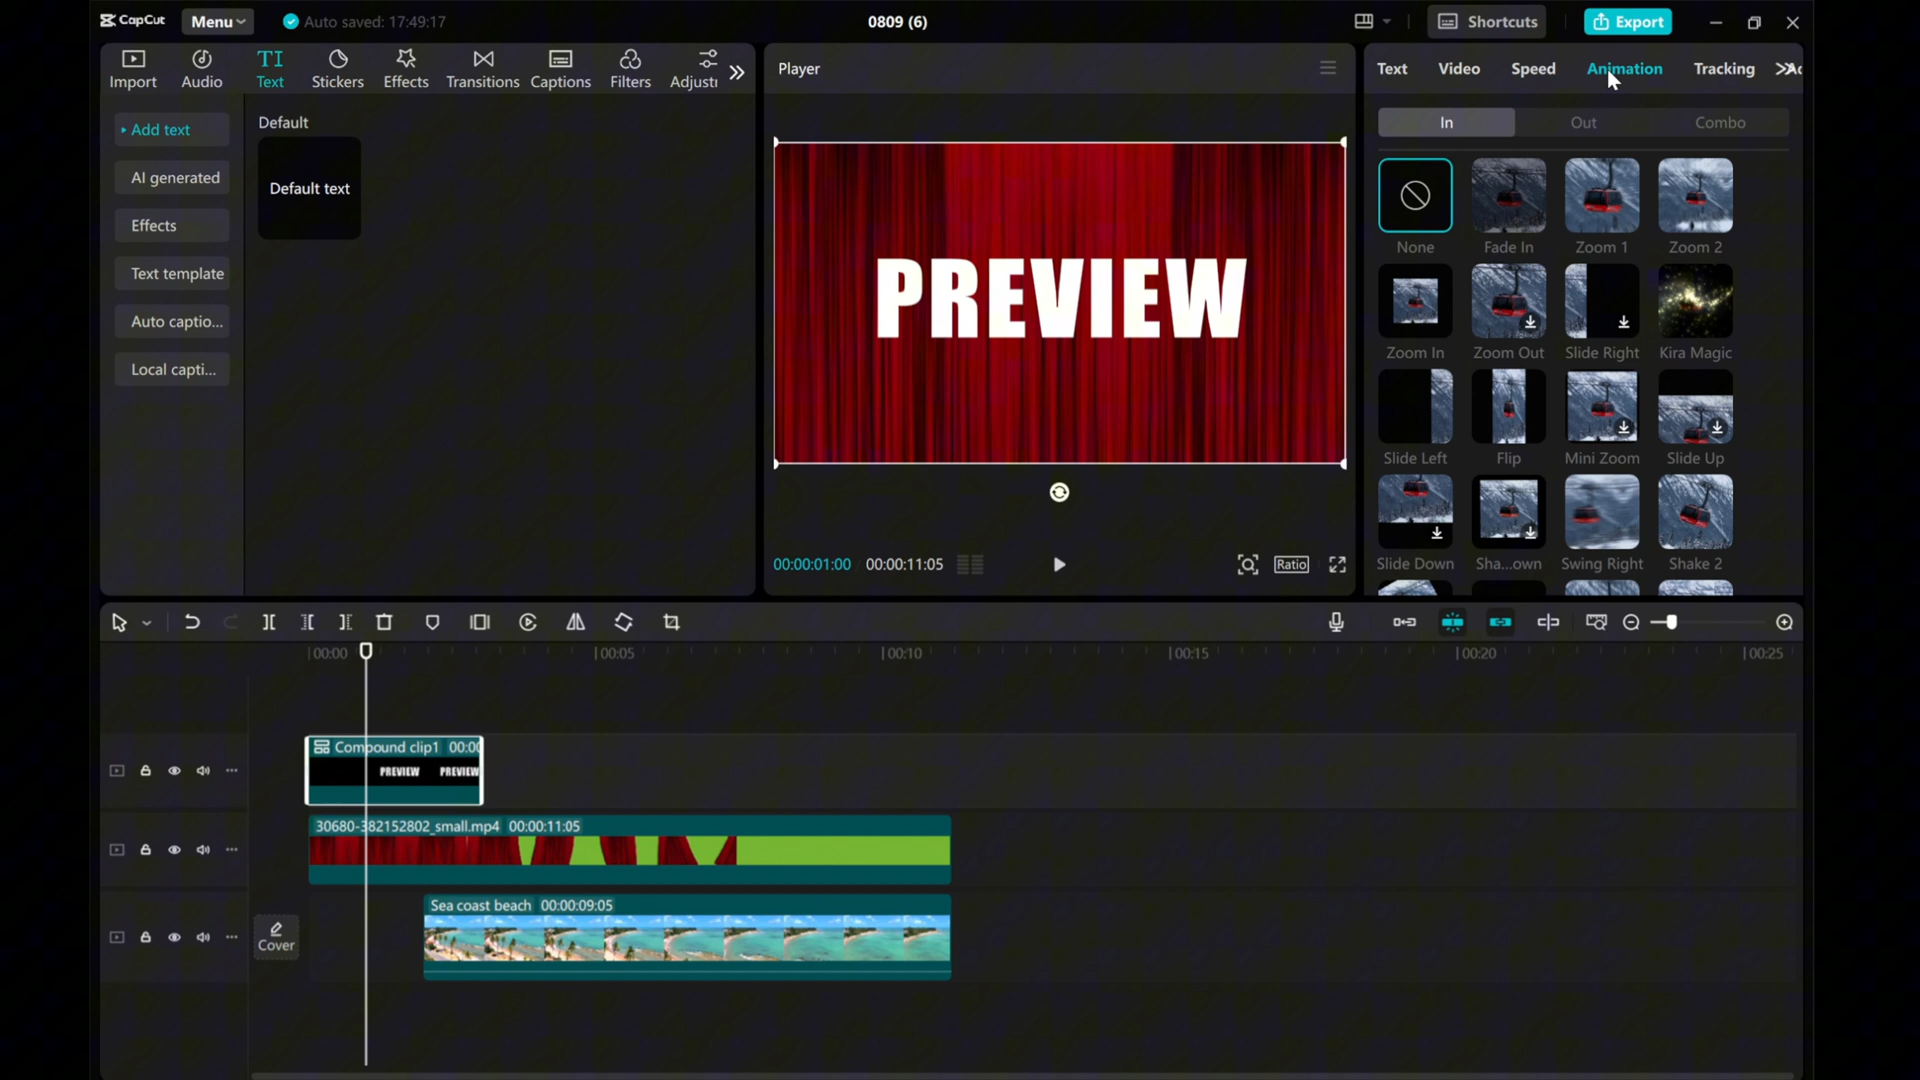 CapCut Menu Auto saved: 17:49:17 0809 (6) Shortcuts Export
Import Audio Text Stickers Effects Transitions Captions Filters
TI
Player
Text Video Speed Animation Tracking
Add text
AI generated
Effects
Text template
Auto captio...
Local capti...
Default
Default text
PREVIEW
00:00:01:00 00:00:11:05 Ratio
In Out Combo
None Fade In Zoom 1 Zoom 2
Zoom In Zoom Out Slide Right Kira Magic
Slide Left Flip Mini Zoom Slide Up
Slide Down Sha...own Swing Right Shake 2
00:00 00:05 00:10 00:15 00:20 00:25
Compound clip1 00:00
PREVIEW PREVIEW
30680-382152802_small.mp4 00:00:11:05
Sea coast beach 00:00:09:05
Cover